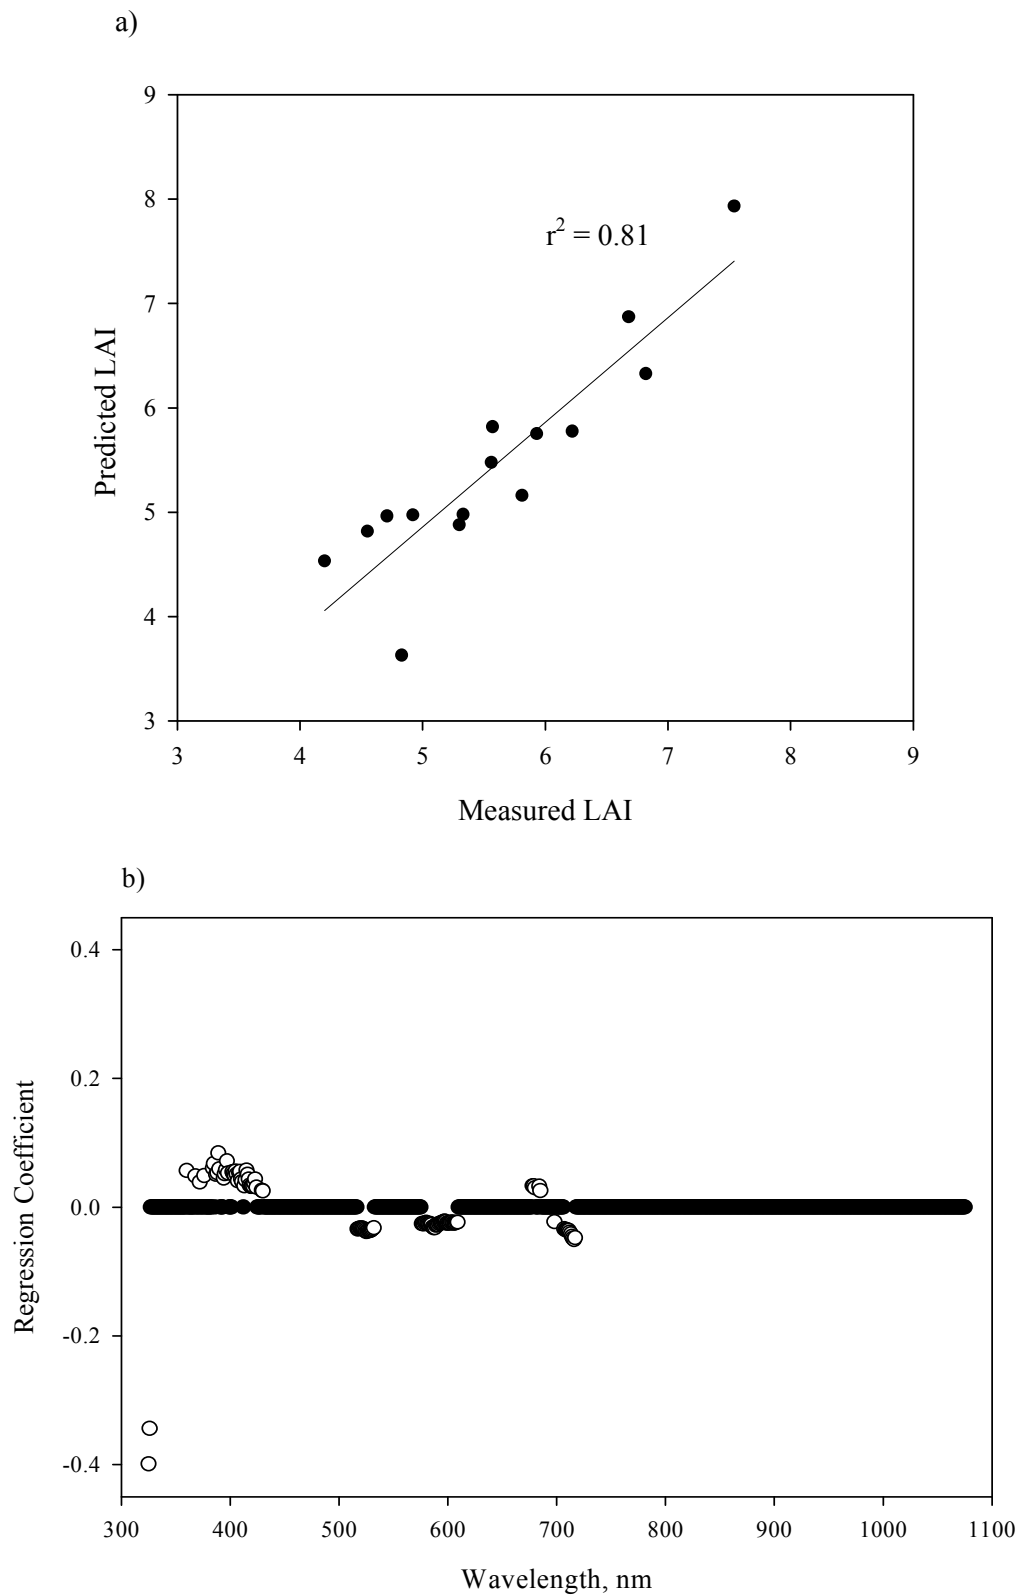 a)
9
8
7
6
5
4
3
3 4 5 6 7 8 9
r² = 0.81
Predicted LAI
Measured LAI
b)
0.4
0.2
0.0
-0.2
-0.4
300 400 500 600 700 800 900 1000 1100
Regression Coefficient
Wavelength, nm